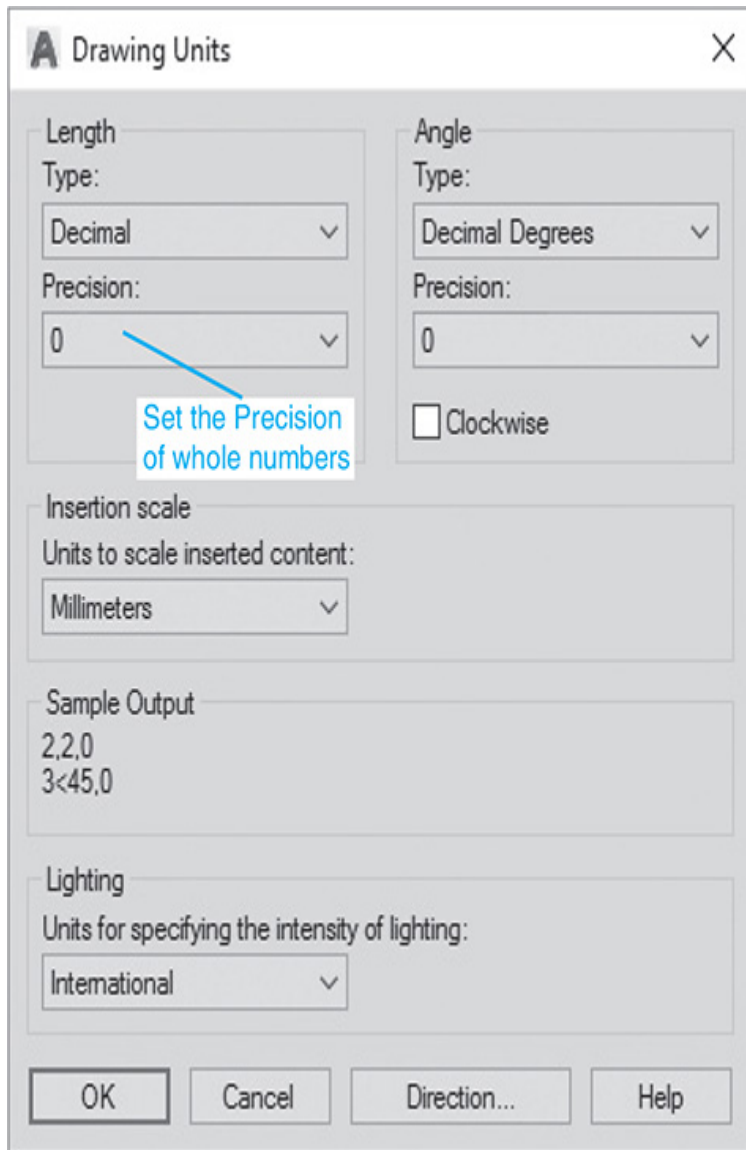 Drawing Units
Length
Type:
Decimal
Precision:
0
Set the Precision
of whole numbers
Angle
Type:
Decimal Degrees
Precision:
0
Clockwise
Insertion scale
Units to scale inserted content:
Millimeters
Sample Output
2,2,0
3<45,0
Lighting
Units for specifying the intensity of lighting:
International
OK Cancel Direction... Help